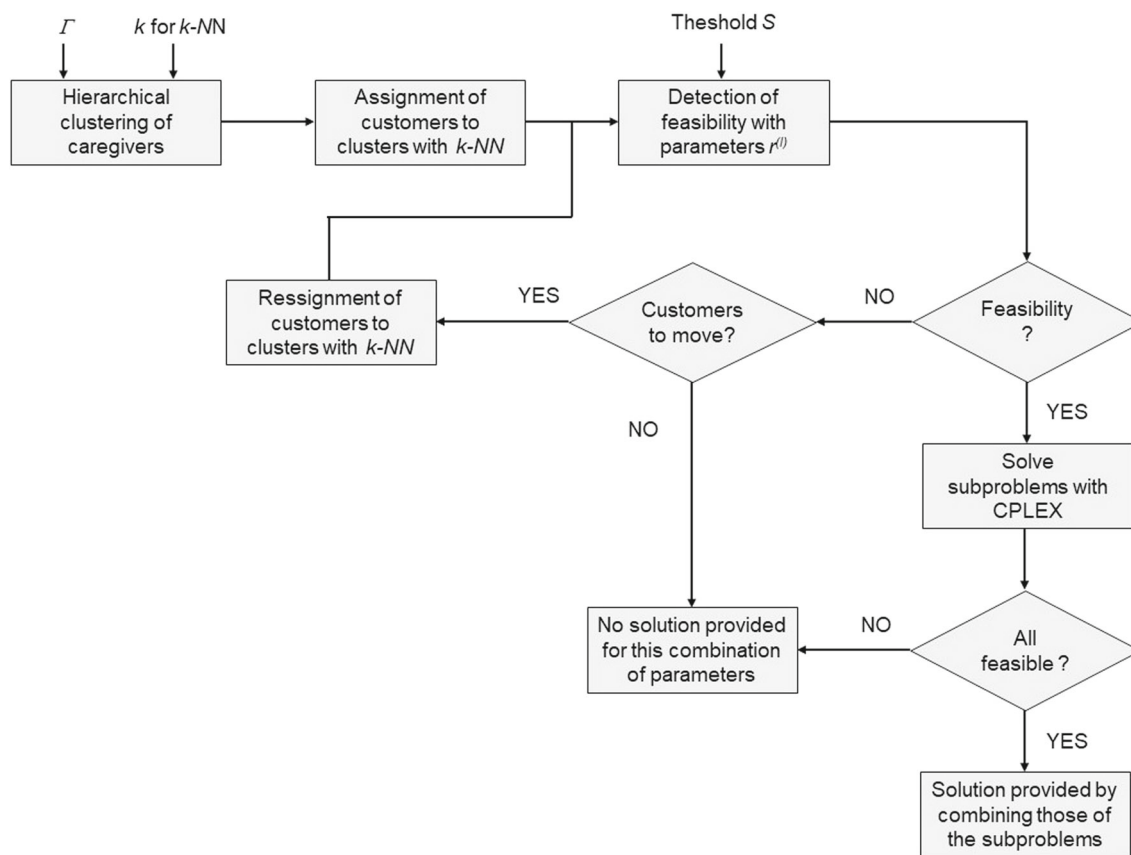 Γ
k for k-NN
Theshold S
Hierarchical
clustering of
caregivers
Assignment of
customers to
clusters with k-NN
Detection of
feasibility with
parameters r^(l)
Ressignment of
customers to
clusters with k-NN
YES
Customers
to move?
NO
Feasibility
?
NO
YES
Solve
subproblems with
CPLEX
No solution provided
for this combination
of parameters
NO
All
feasible ?
YES
Solution provided by
combining those of
the subproblems